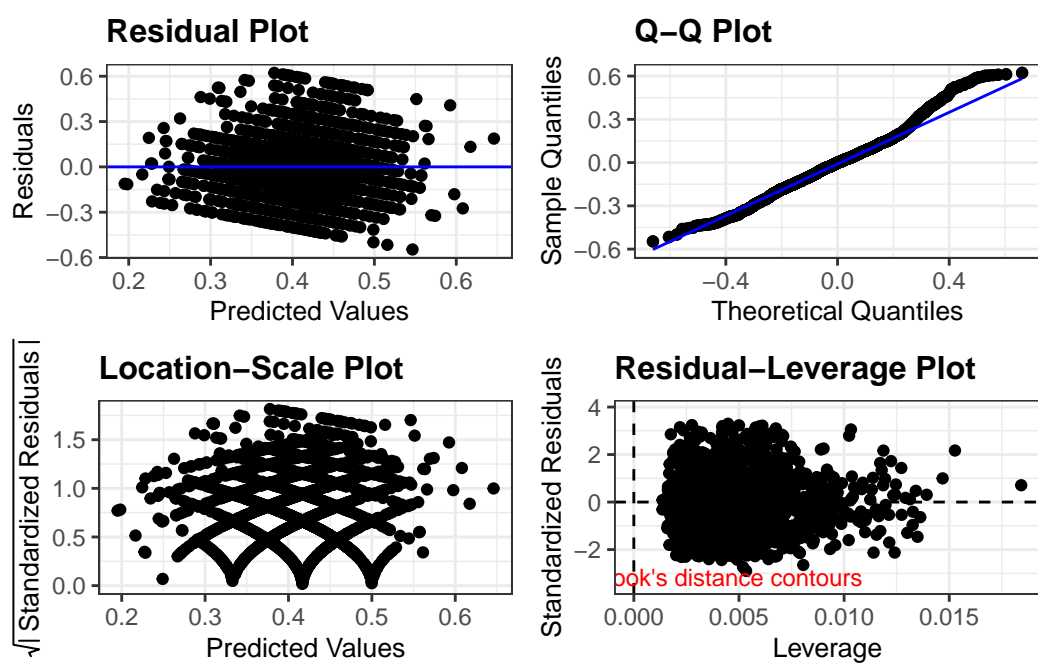 Residual Plot
Residuals
0.6
0.3
0.0
−0.3
−0.6
0.2
0.3
0.4
0.5
0.6
Predicted Values
Q−Q Plot
Sample Quantiles
0.6
0.3
0.0
−0.3
−0.6
−0.4
0.0
0.4
Theoretical Quantiles
Location−Scale Plot
√| Standardized Residuals |
1.5
1.0
0.5
0.0
0.2
0.3
0.4
0.5
0.6
Predicted Values
Residual−Leverage Plot
Standardized Residuals
4
2
0
−2
ook's distance contours
0.000
0.005
0.010
0.015
Leverage